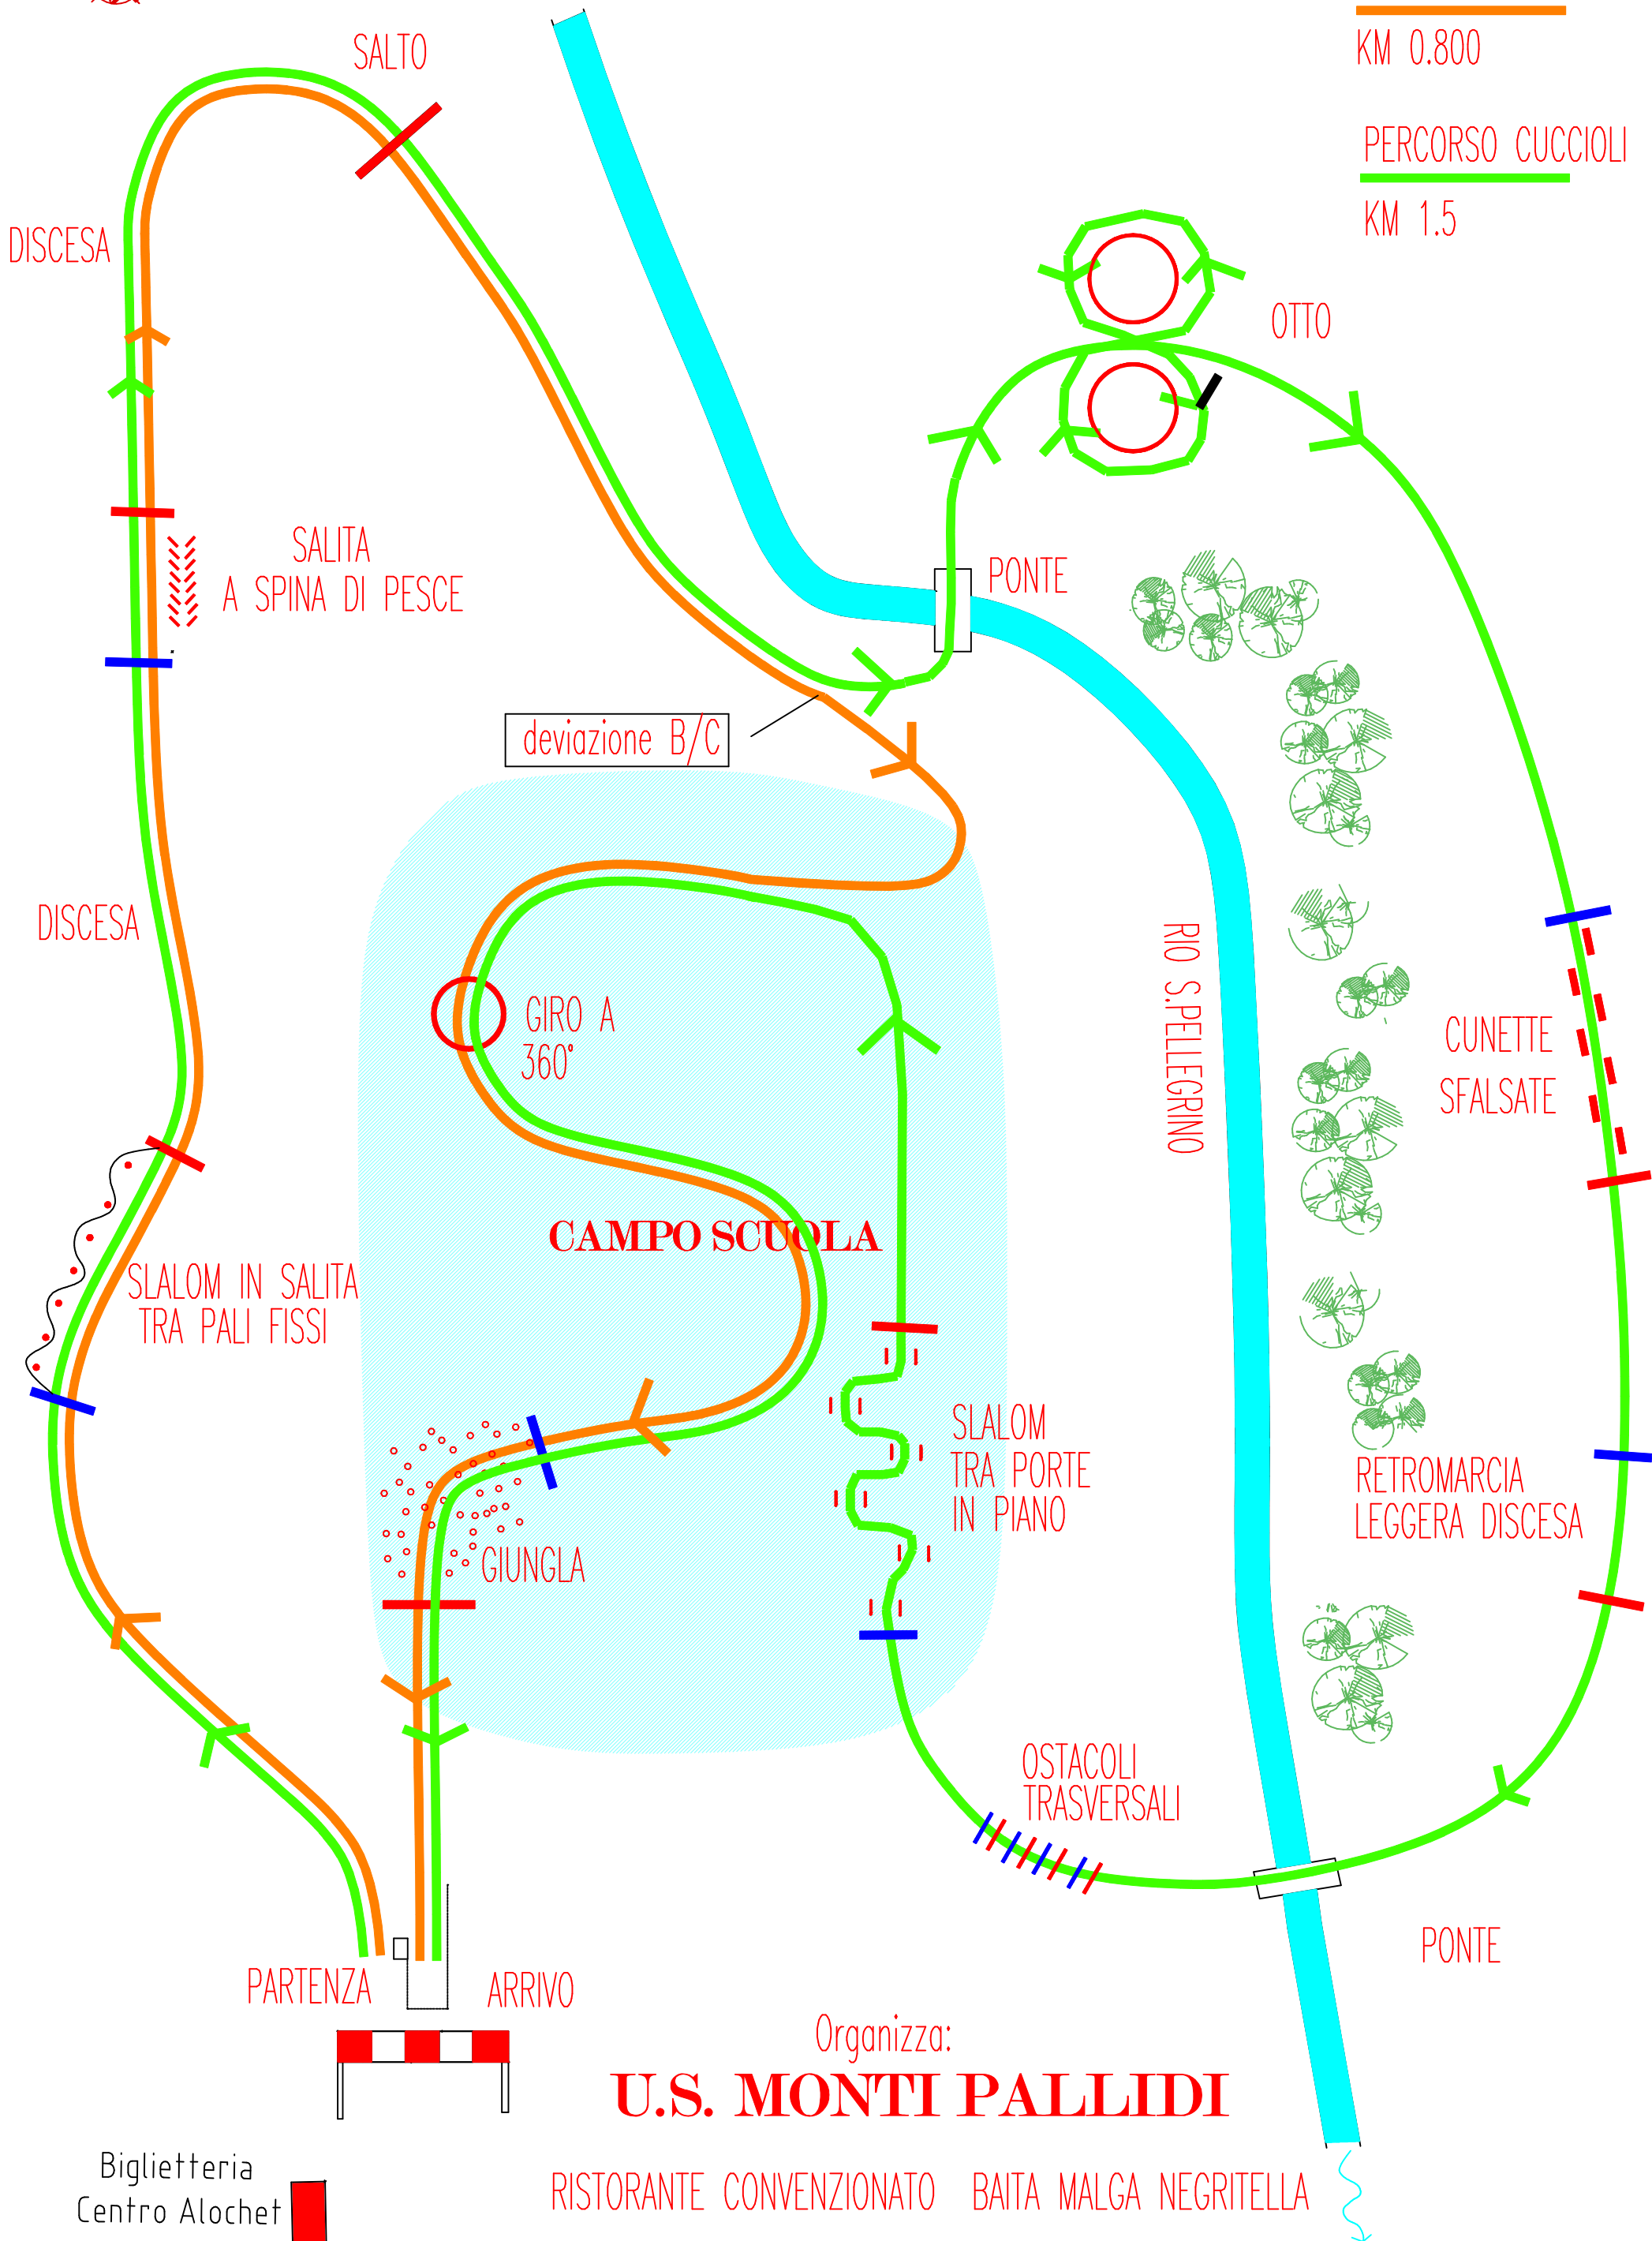 SALTO
KM 0.800
PERCORSO CUCCIOLI
KM 1.5
DISCESA
OTTO
SALITA
A SPINA DI PESCE
PONTE
deviazione B/C
DISCESA
RIO S.PELLEGRINO
GIRO A
360°
CUNETTE
SFALSATE
CAMPO SCUOLA
SLALOM IN SALITA
TRA PALI FISSI
SLALOM
TRA PORTE
IN PIANO
RETROMARCIA
LEGGERA DISCESA
GIUNGLA
OSTACOLI
TRASVERSALI
PONTE
PARTENZA
ARRIVO
Organizza:
U.S. MONTI PALLIDI
Biglietteria
Centro Alochet
RISTORANTE CONVENZIONATO BAITA MALGA NEGRITELLA